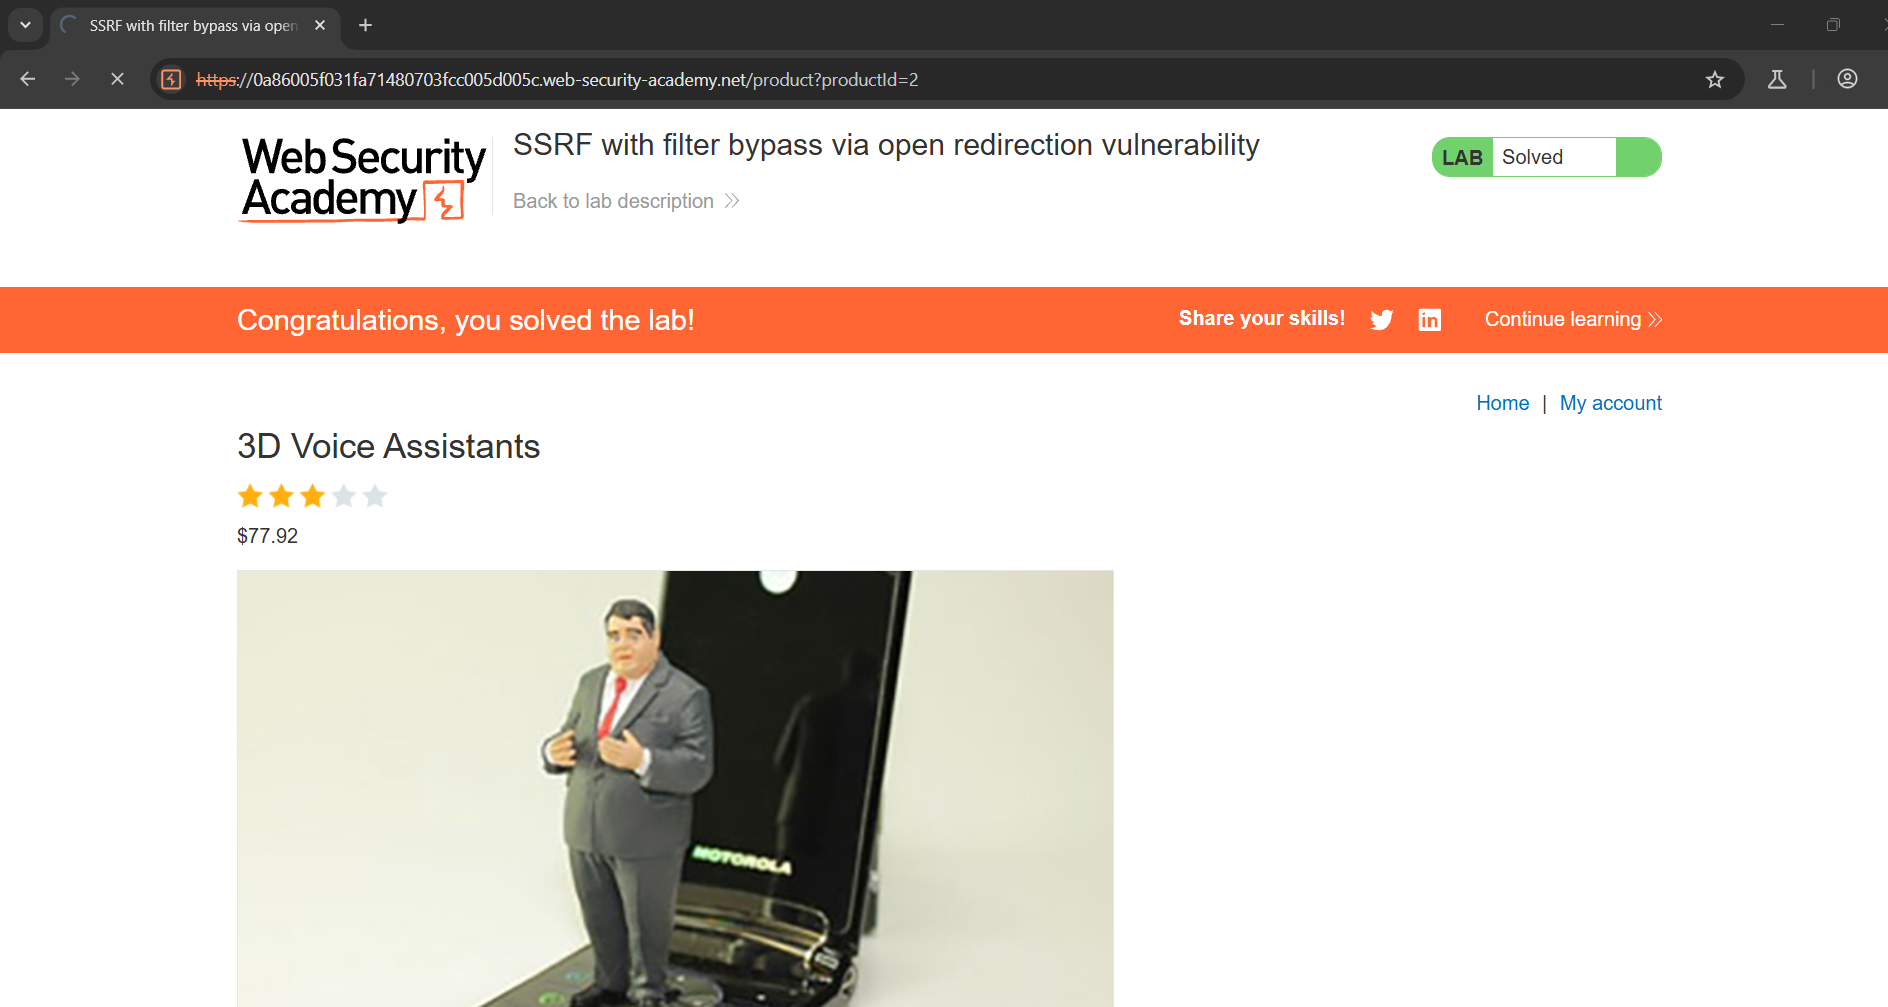 SSRF with filter bypass via open
https://0a86005f031fa71480703fcc005d005c.web-security-academy.net/product?productId=2
Web Security
Academy
SSRF with filter bypass via open redirection vulnerability
Back to lab description
LAB Solved
Congratulations, you solved the lab!
Share your skills!
in
Continue learning
Home | My account
3D Voice Assistants
$77.92
MOTOROLA